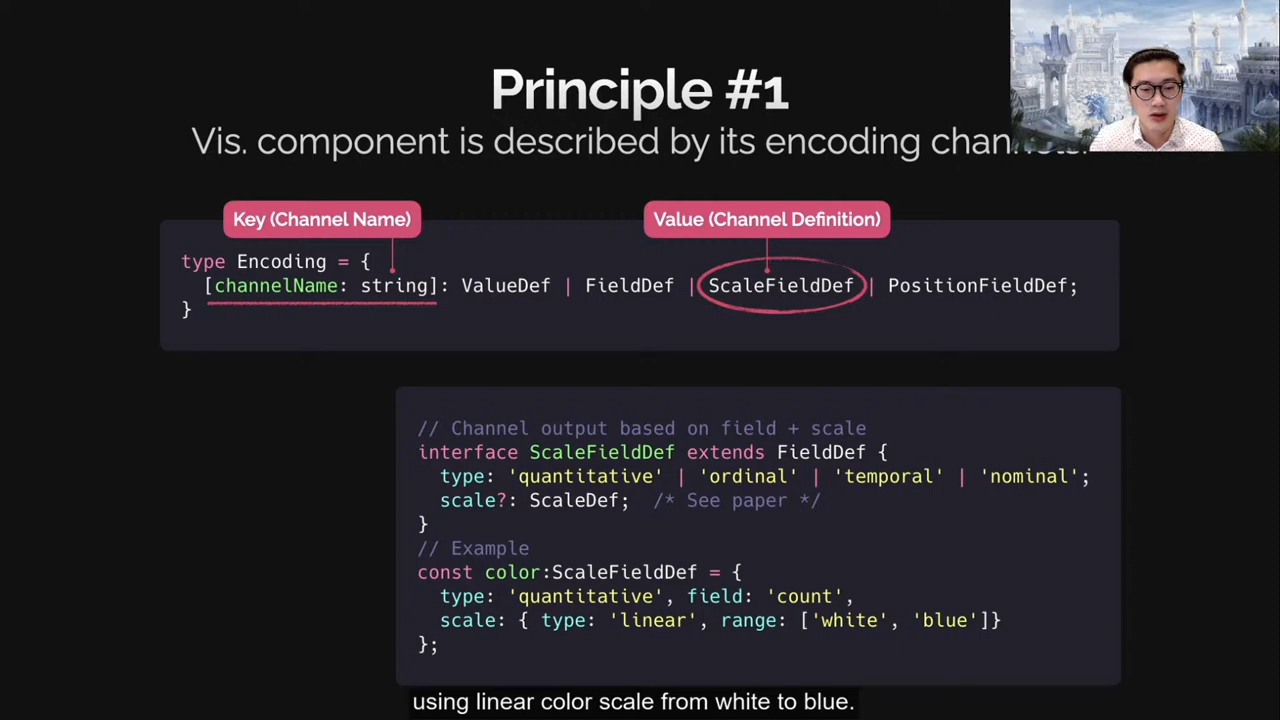 Principle #1
Vis. component is described by its encoding channels.
Key (Channel Name)
Value (Channel Definition)
type Encoding = {
[channelName: string]: ValueDef | FieldDef | ScaleFieldDef | PositionFieldDef;
}
// Channel output based on field + scale
interface ScaleFieldDef extends FieldDef {
type: 'quantitative' | 'ordinal' | 'temporal' | 'nominal';
scale?: ScaleDef; /* See paper */
}
// Example
const color:ScaleFieldDef = {
type: 'quantitative', field: 'count',
scale: { type: 'linear', range: ['white', 'blue']}
};
using linear color scale from white to blue.